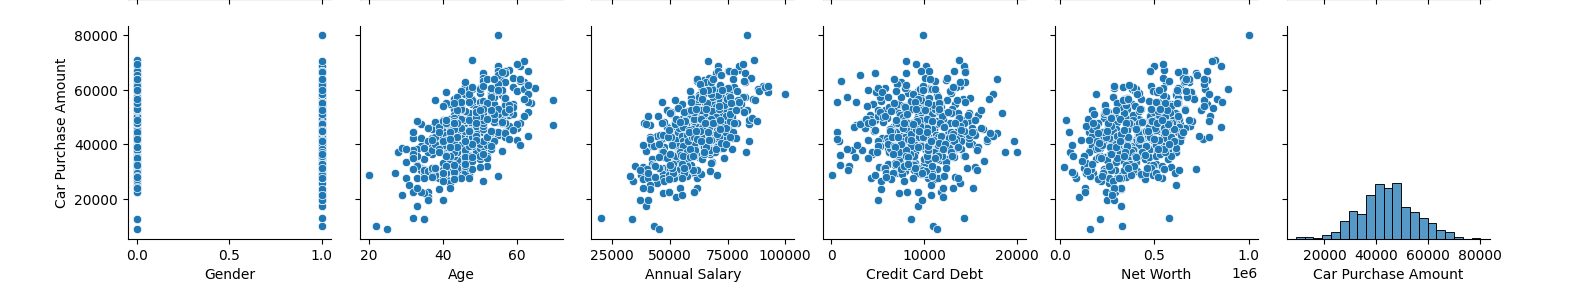 80000
60000
40000
20000
Car Purchase Amount
0.0 0.5 1.0
Gender
20 40 60
Age
25000 50000 75000 100000
Annual Salary
0 10000 20000
Credit Card Debt
0.0 0.5 1.0
1e6
Net Worth
20000 40000 60000 80000
Car Purchase Amount